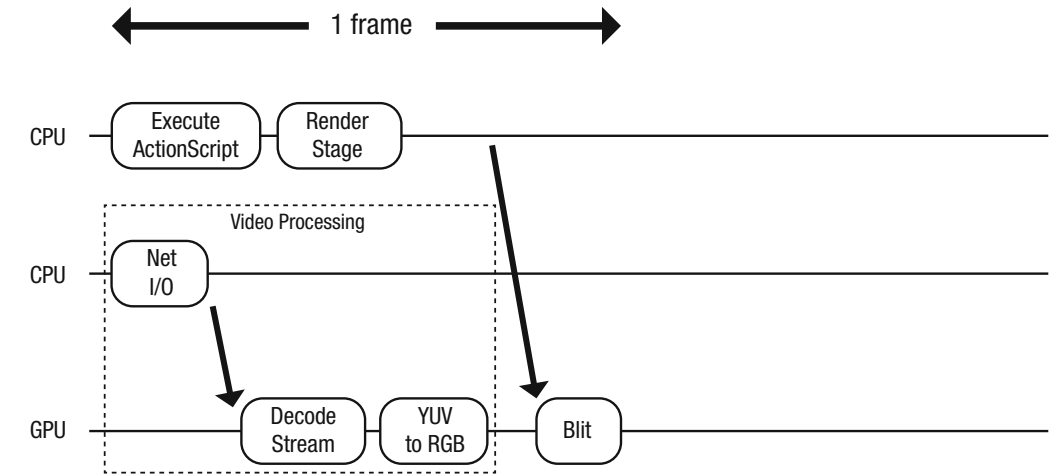 1 frame
CPU
Execute
ActionScript
Render
Stage
Video Processing
CPU
Net
I/O
GPU
Decode
Stream
YUV
to RGB
Blit